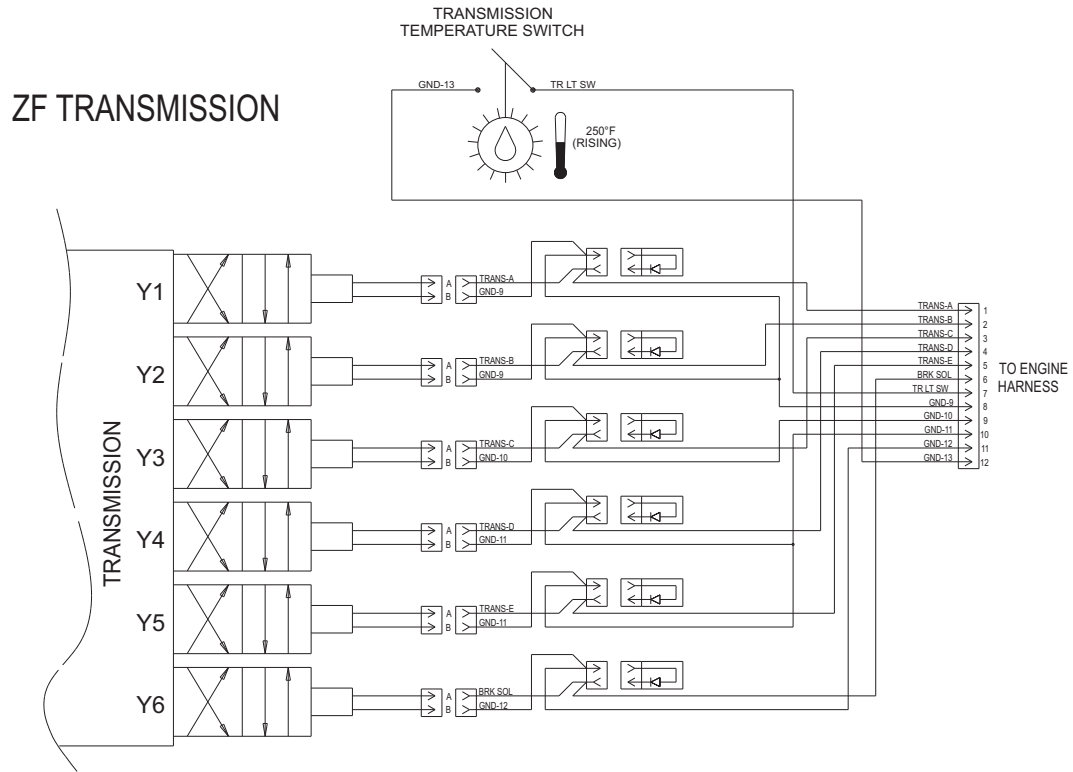 TRANSMISSION
TEMPERATURE SWITCH
ZF TRANSMISSION
GND-13
TR LT SW
250°F
(RISING)
TRANSMISSION
Y1
A
B
TRANS-A
GND-9
Y2
A
B
TRANS-B
GND-9
Y3
A
B
TRANS-C
GND-10
Y4
A
B
TRANS-D
GND-11
Y5
A
B
TRANS-E
GND-11
Y6
A
B
BRK SOL
GND-12
TRANS-A 1
TRANS-B 2
TRANS-C 3
TRANS-D 4
TRANS-E 5
BRK SOL 6
TR LT SW 7
GND-9 8
GND-10 9
GND-11 10
GND-12 11
GND-13 12
TO ENGINE
HARNESS